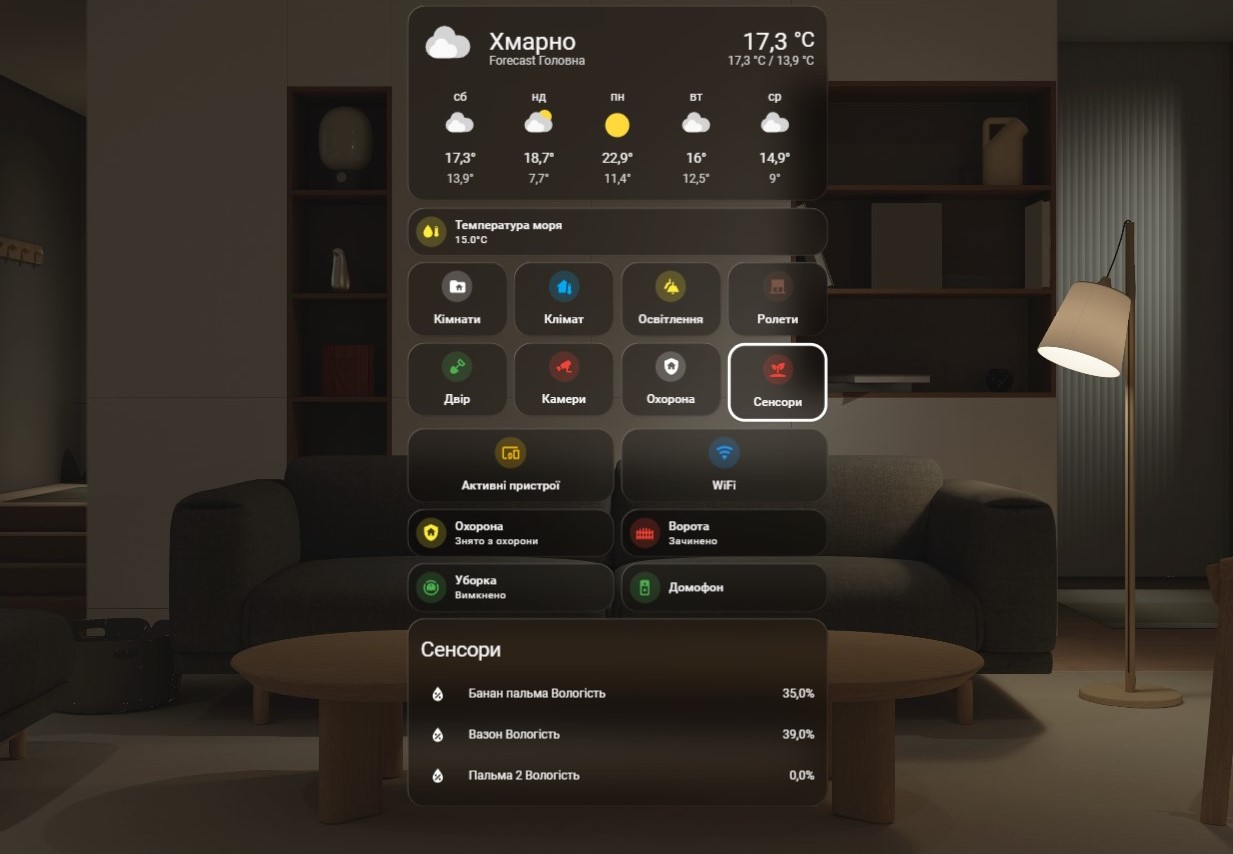 Хмарно
Forecast Головна
17,3 °C
17,3 °C / 13,9 °C
сб нд пн вт ср
17,3° 18,7° 22,9° 16° 14,9°
13,9° 7,7° 11,4° 12,5° 9°
Температура моря
15.0°C
Кімнати Клімат Освітлення Ролети
Двір Камери Охорона Сенсори
Активні пристрої WiFi
Охорона
Знято з охорони
Ворота
Зачинено
Уборка
Вимкнено
Домофон
Сенсори
Банан пальма Вологість 35,0%
Вазон Вологість 39,0%
Пальма 2 Вологість 0,0%